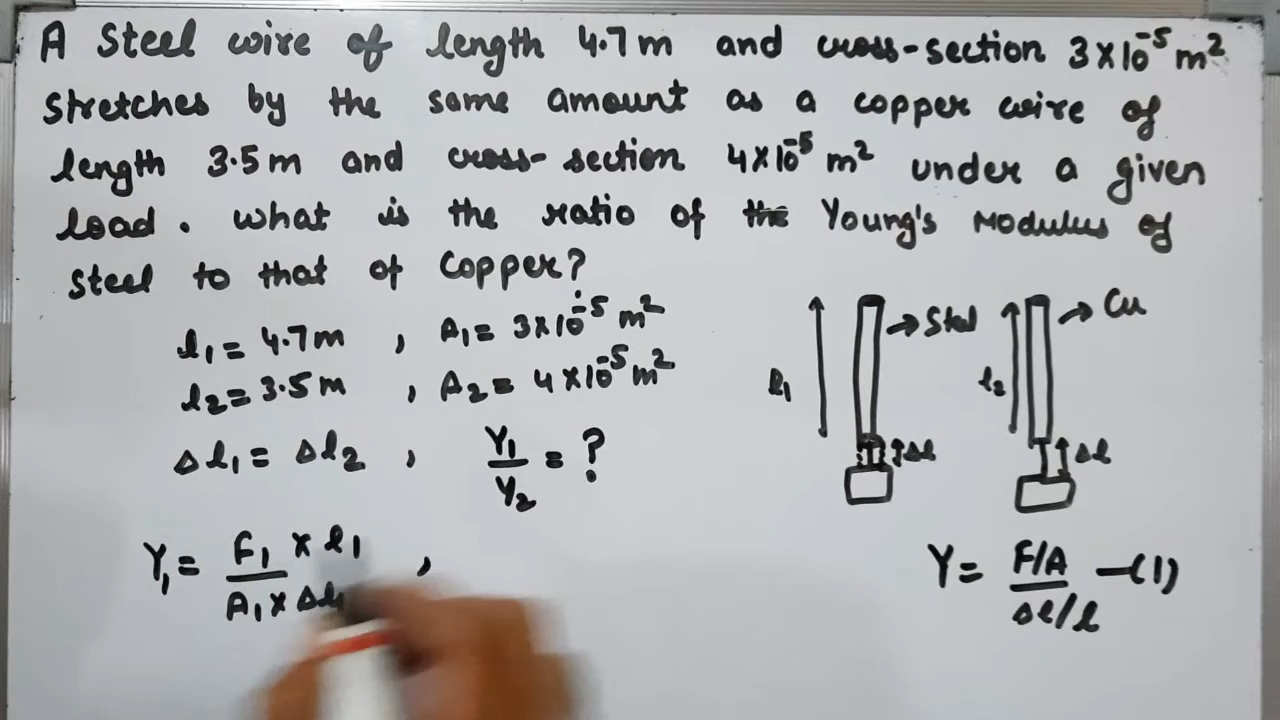 A Steel wire of length 4.7 m and cross-section 3×10⁻⁵ m²
stretches by the same amount as a copper wire of
length 3.5 m and cross-section 4×10⁻⁵ m² under a given
load. What is the ratio of the Young's Modulus of
steel to that of Copper?
l₁ = 4.7 m , A₁ = 3×10⁻⁵ m²
l₂ = 3.5 m , A₂ = 4×10⁻⁵ m²
Δl₁ = Δl₂ , Y₁/Y₂ = ?
Y₁ = F₁ × l₁ / A₁ × Δl ,
l₁
→ Steel
Δl
l₂
→ Cu
Δl
Y = F/A / Δl/l —(1)